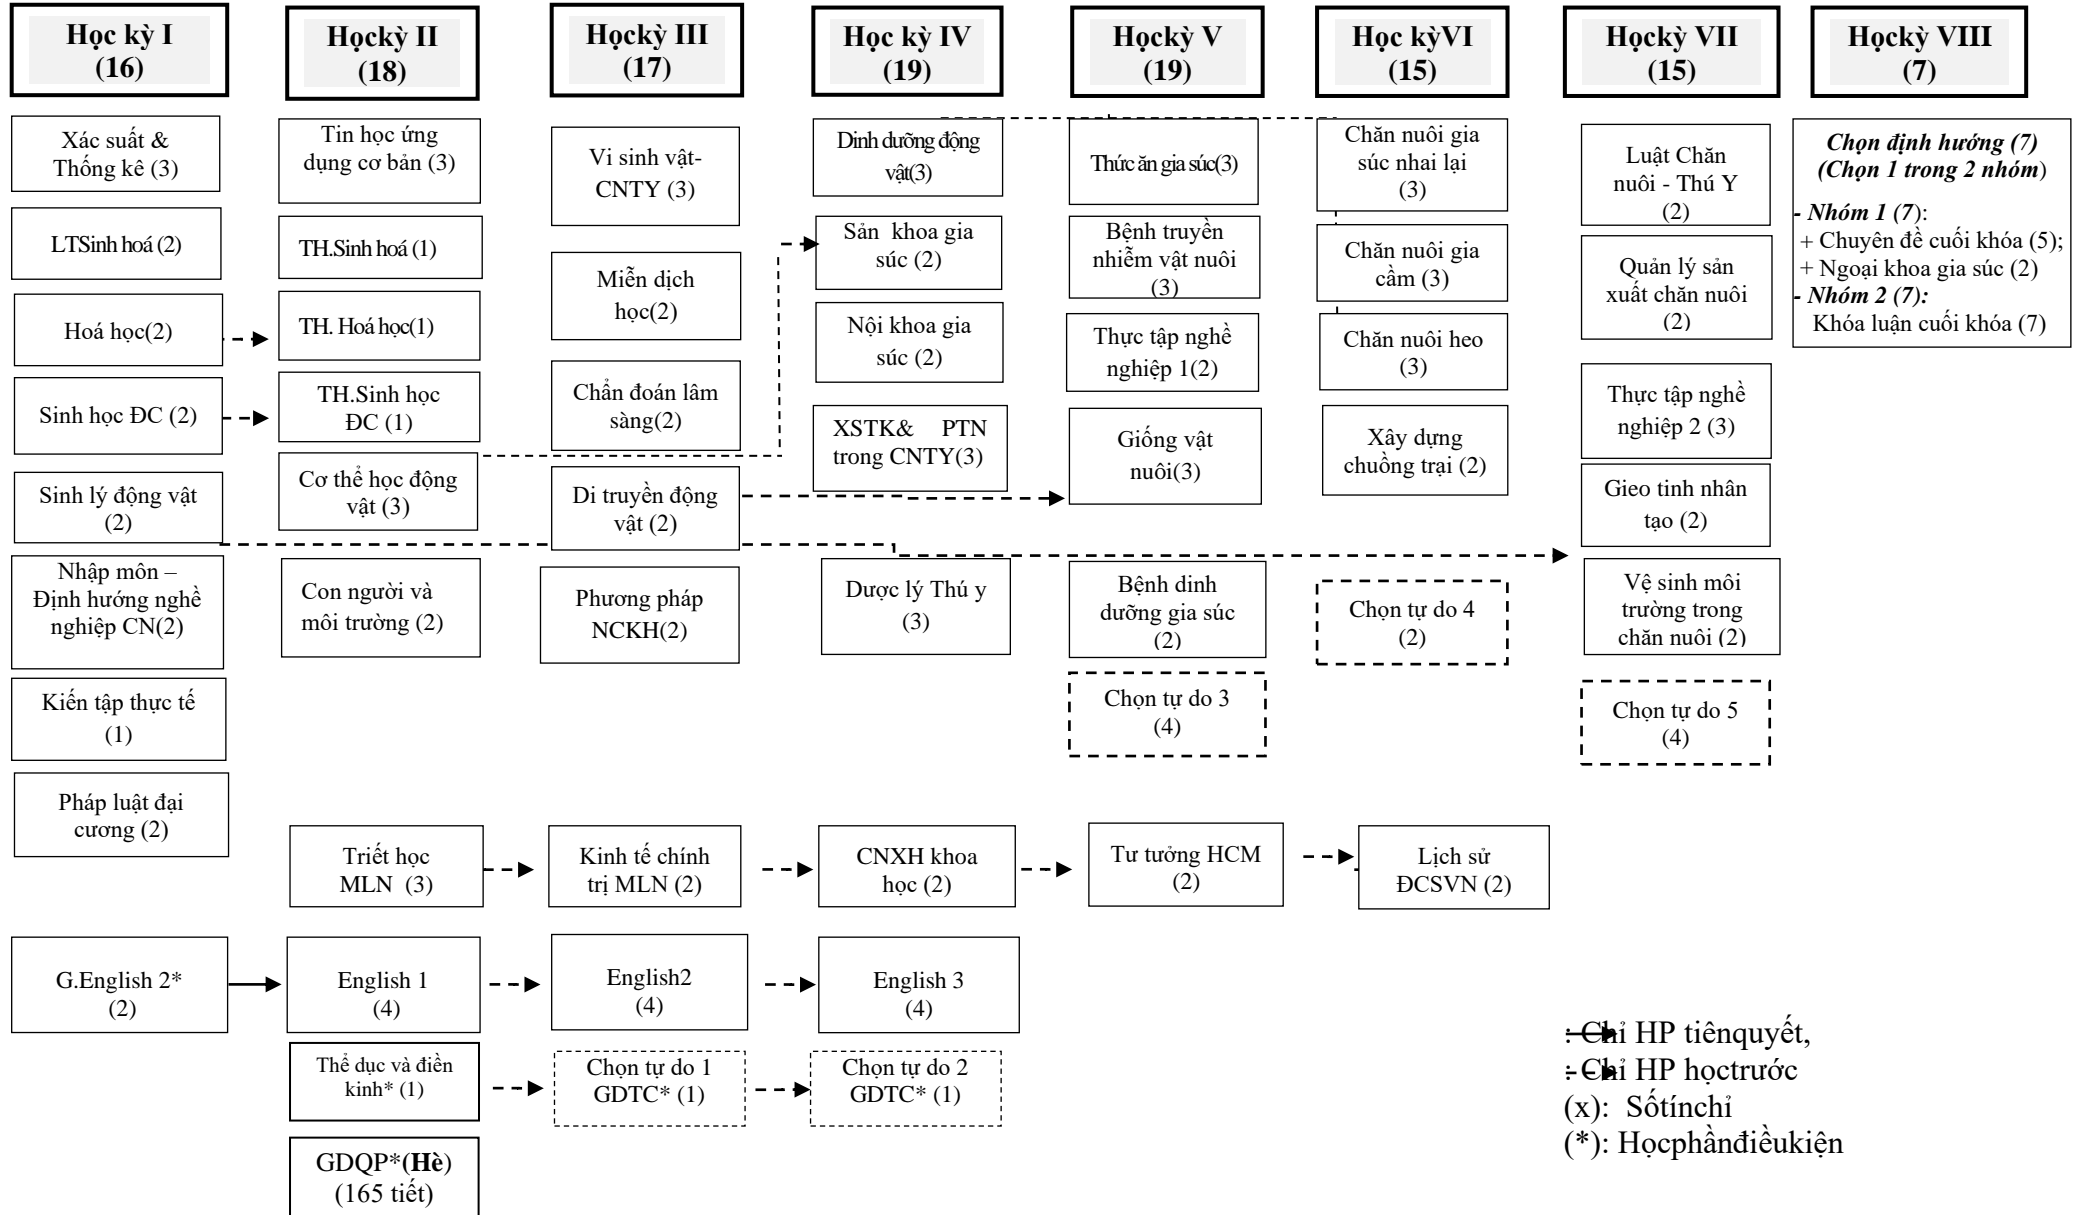 Học kỳ I
(16)
Họckỳ II
(18)
Họckỳ III
(17)
Học kỳ IV
(19)
Họckỳ V
(19)
Học kỳVI
(15)
Họckỳ VII
(15)
Họckỳ VIII
(7)
Xác suất &
Thống kê (3)
LTSinh hoá (2)
Hoá học(2)
Sinh học ĐC (2)
Sinh lý động vật
(2)
Nhập môn –
Định hướng nghề
nghiệp CN(2)
Kiến tập thực tế
(1)
Pháp luật đại
cương (2)
G.English 2*
(2)
Tin học ứng
dụng cơ bản (3)
TH.Sinh hoá (1)
TH. Hoá học(1)
TH.Sinh học
ĐC (1)
Cơ thể học động
vật (3)
Con người và
môi trường (2)
Triết học
MLN (3)
English 1
(4)
Thể dục và điền
kinh* (1)
GDQP*(Hè)
(165 tiết)
Vi sinh vật-
CNTY (3)
Miễn dịch
học(2)
Chẩn đoán lâm
sàng(2)
Di truyền động
vật (2)
Phương pháp
NCKH(2)
Kinh tế chính
trị MLN (2)
English2
(4)
Chọn tự do 1
GDTC* (1)
Dinh dưỡng động
vật(3)
Sản khoa gia
súc (2)
Nội khoa gia
súc (2)
XSTK& PTN
trong CNTY(3)
Dược lý Thú y
(3)
CNXH khoa
học (2)
English 3
(4)
Chọn tự do 2
GDTC* (1)
Thức ăn gia súc(3)
Bệnh truyền
nhiễm vật nuôi
(3)
Thực tập nghề
nghiệp 1(2)
Giống vật
nuôi(3)
Bệnh dinh
dưỡng gia súc
(2)
Chọn tự do 3
(4)
Tư tưởng HCM
(2)
Chăn nuôi gia
súc nhai lại
(3)
Chăn nuôi gia
cầm (3)
Chăn nuôi heo
(3)
Xây dựng
chuồng trại (2)
Chọn tự do 4
(2)
Lịch sử
ĐCSVN (2)
Luật Chăn
nuôi - Thú Y
(2)
Quản lý sản
xuất chăn nuôi
(2)
Thực tập nghề
nghiệp 2 (3)
Gieo tinh nhân
tạo (2)
Vệ sinh môi
trường trong
chăn nuôi (2)
Chọn tự do 5
(4)
Chọn định hướng (7)
(Chọn 1 trong 2 nhóm)
- Nhóm 1 (7):
+ Chuyên đề cuối khóa (5);
+ Ngoại khoa gia súc (2)
- Nhóm 2 (7):
Khóa luận cuối khóa (7)
: Chỉ HP tiênquyết,
: Chỉ HP họctrước
(x): Sốtínchỉ
(*): Họcphầnđiềukiện